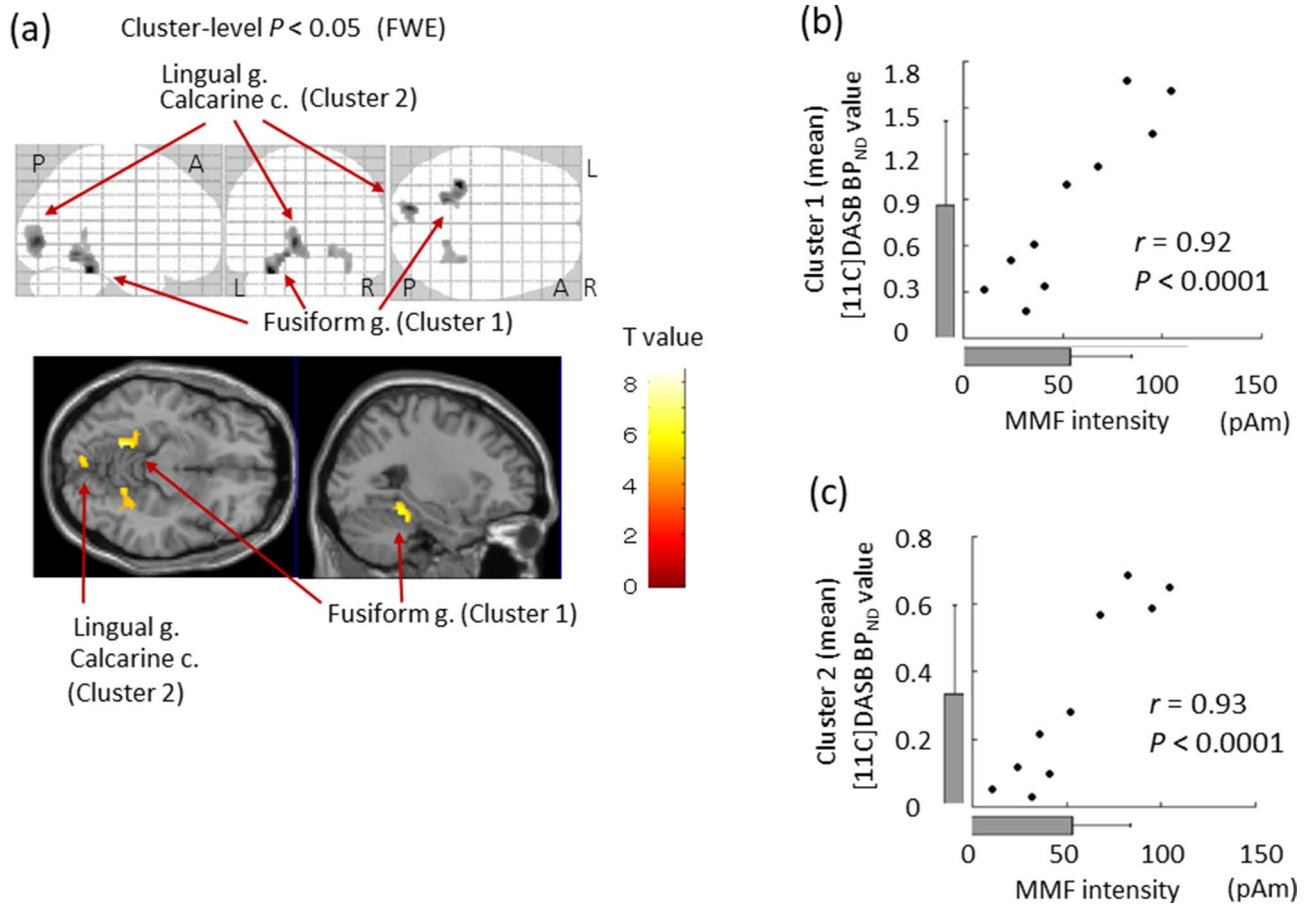 (a)
Cluster-level P < 0.05 (FWE)
Lingual g.
Calcarine c. (Cluster 2)
P A
L
L R
P A R
Fusiform g. (Cluster 1)
T value
8
6
4
2
0
Fusiform g. (Cluster 1)
Lingual g.
Calcarine c.
(Cluster 2)
(b)
Cluster 1 (mean)
[11C]DASB BPND value
1.8
1.5
1.2
0.9
0.6
0.3
0
r = 0.92
P < 0.0001
0 50 100 150
MMF intensity (pAm)
(c)
Cluster 2 (mean)
[11C]DASB BPND value
0.8
0.6
0.4
0.2
0
r = 0.93
P < 0.0001
0 50 100 150
MMF intensity (pAm)